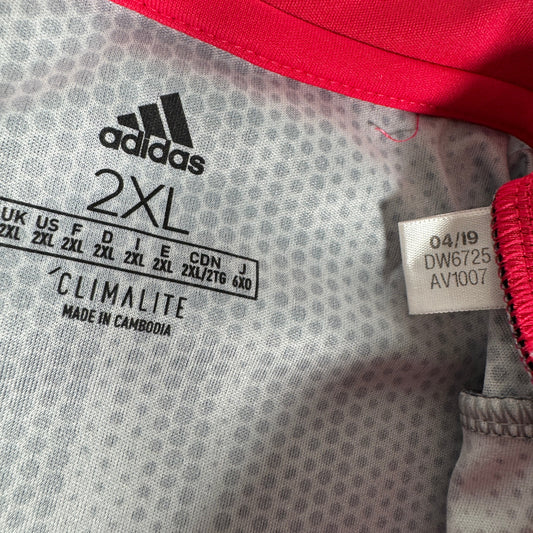 adidas
2XL
UK US F D I E CDN J
2XL 2XL 2XL 2XL 2XL 2XL 2XL/2TG 6XO
CLIMALITE
MADE IN CAMBODIA
04/19
DW6725
AV1007